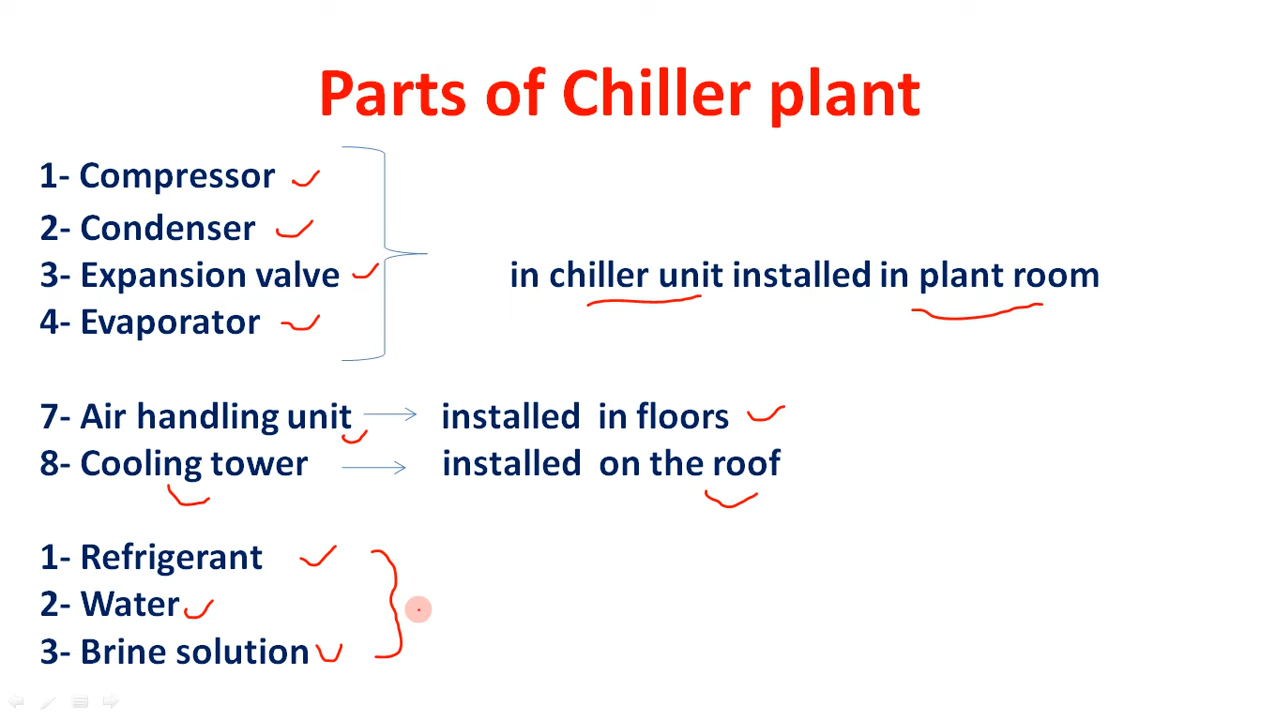 Parts of Chiller plant
1- Compressor
2- Condenser
3- Expansion valve
4- Evaporator
in chiller unit installed in plant room
7- Air handling unit installed in floors
8- Cooling tower installed on the roof
1- Refrigerant
2- Water
3- Brine solution